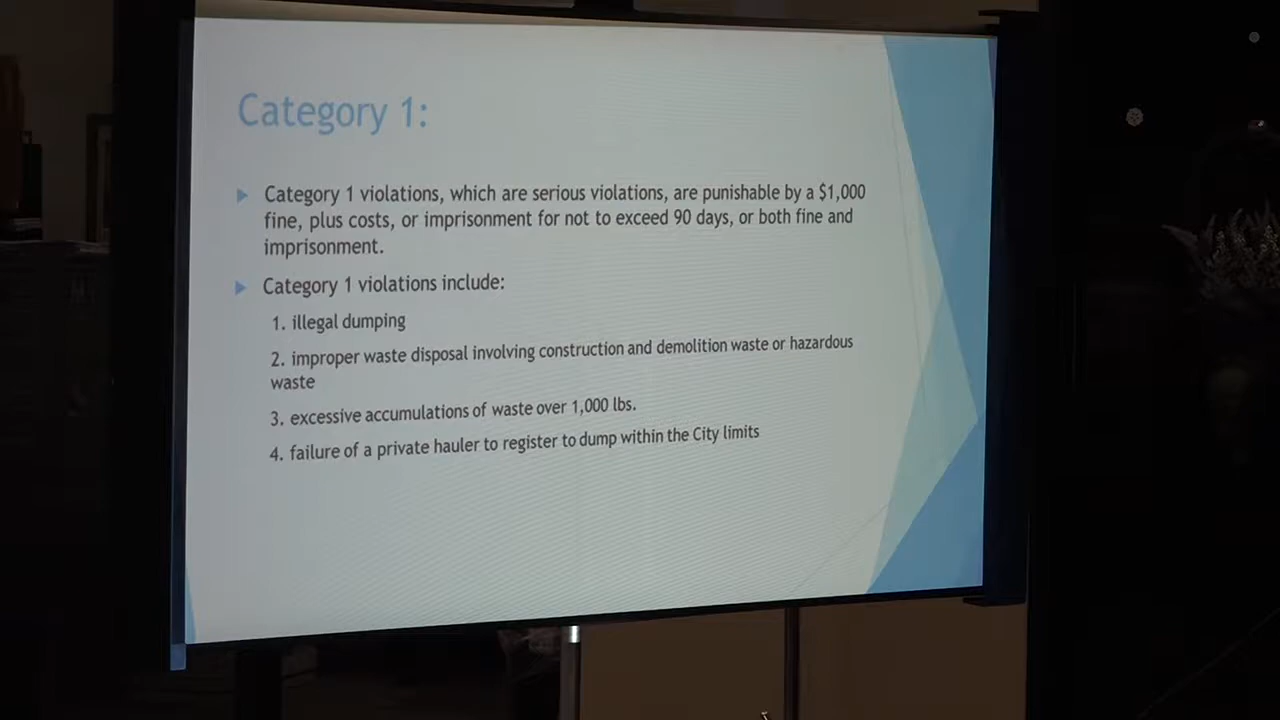 Category 1:
Category 1 violations, which are serious violations, are punishable by a $1,000
fine, plus costs, or imprisonment for not to exceed 90 days, or both fine and
imprisonment.
Category 1 violations include:
1. illegal dumping
2. improper waste disposal involving construction and demolition waste or hazardous
waste
3. excessive accumulations of waste over 1,000 lbs.
4. failure of a private hauler to register to dump within the City limits